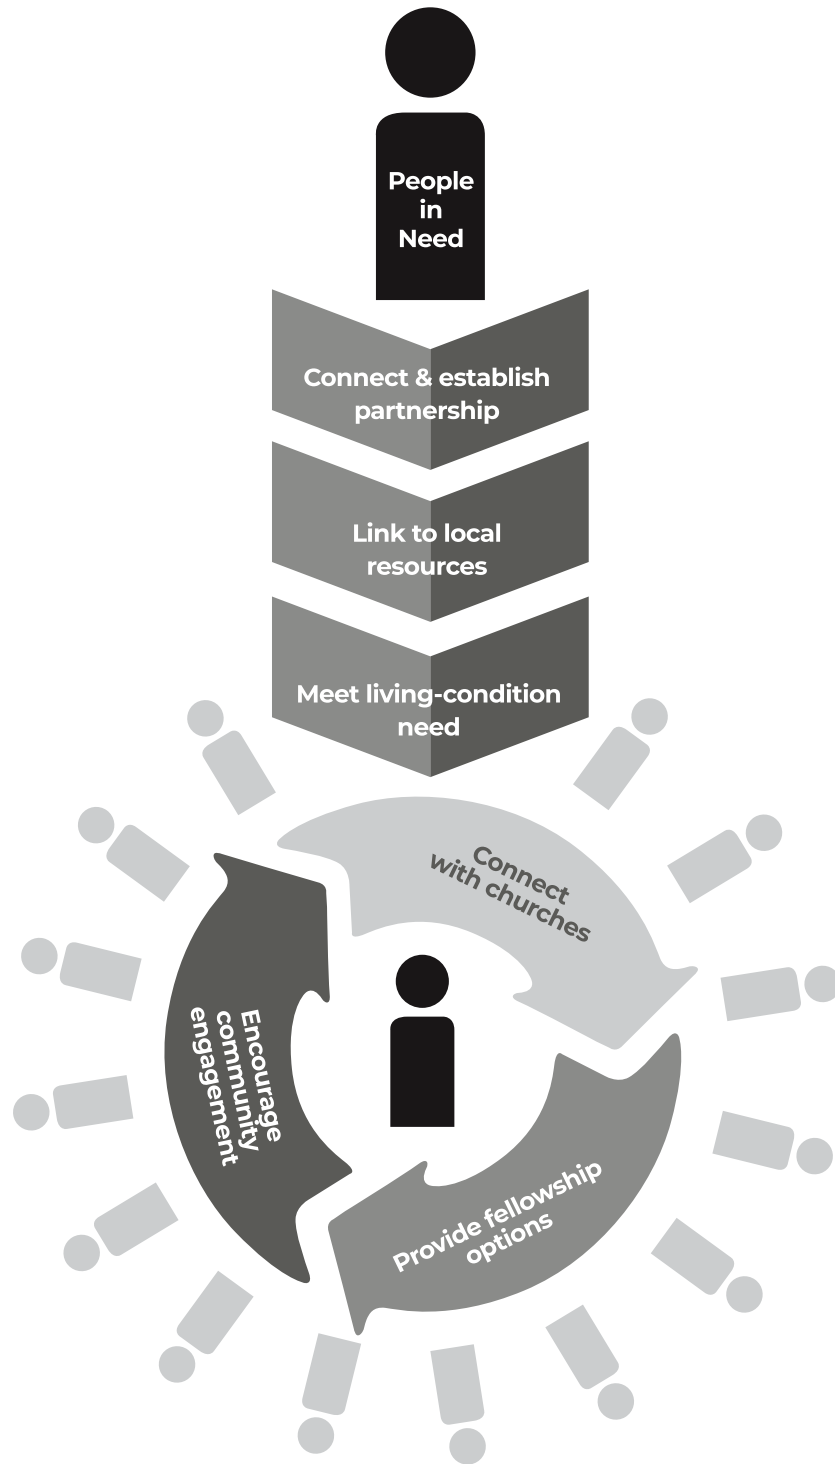 People
in
Need
Connect & establish
partnership
Link to local
resources
Meet living-condition
need
Connect
with churches
Provide fellowship
options
Encourage
community
engagement